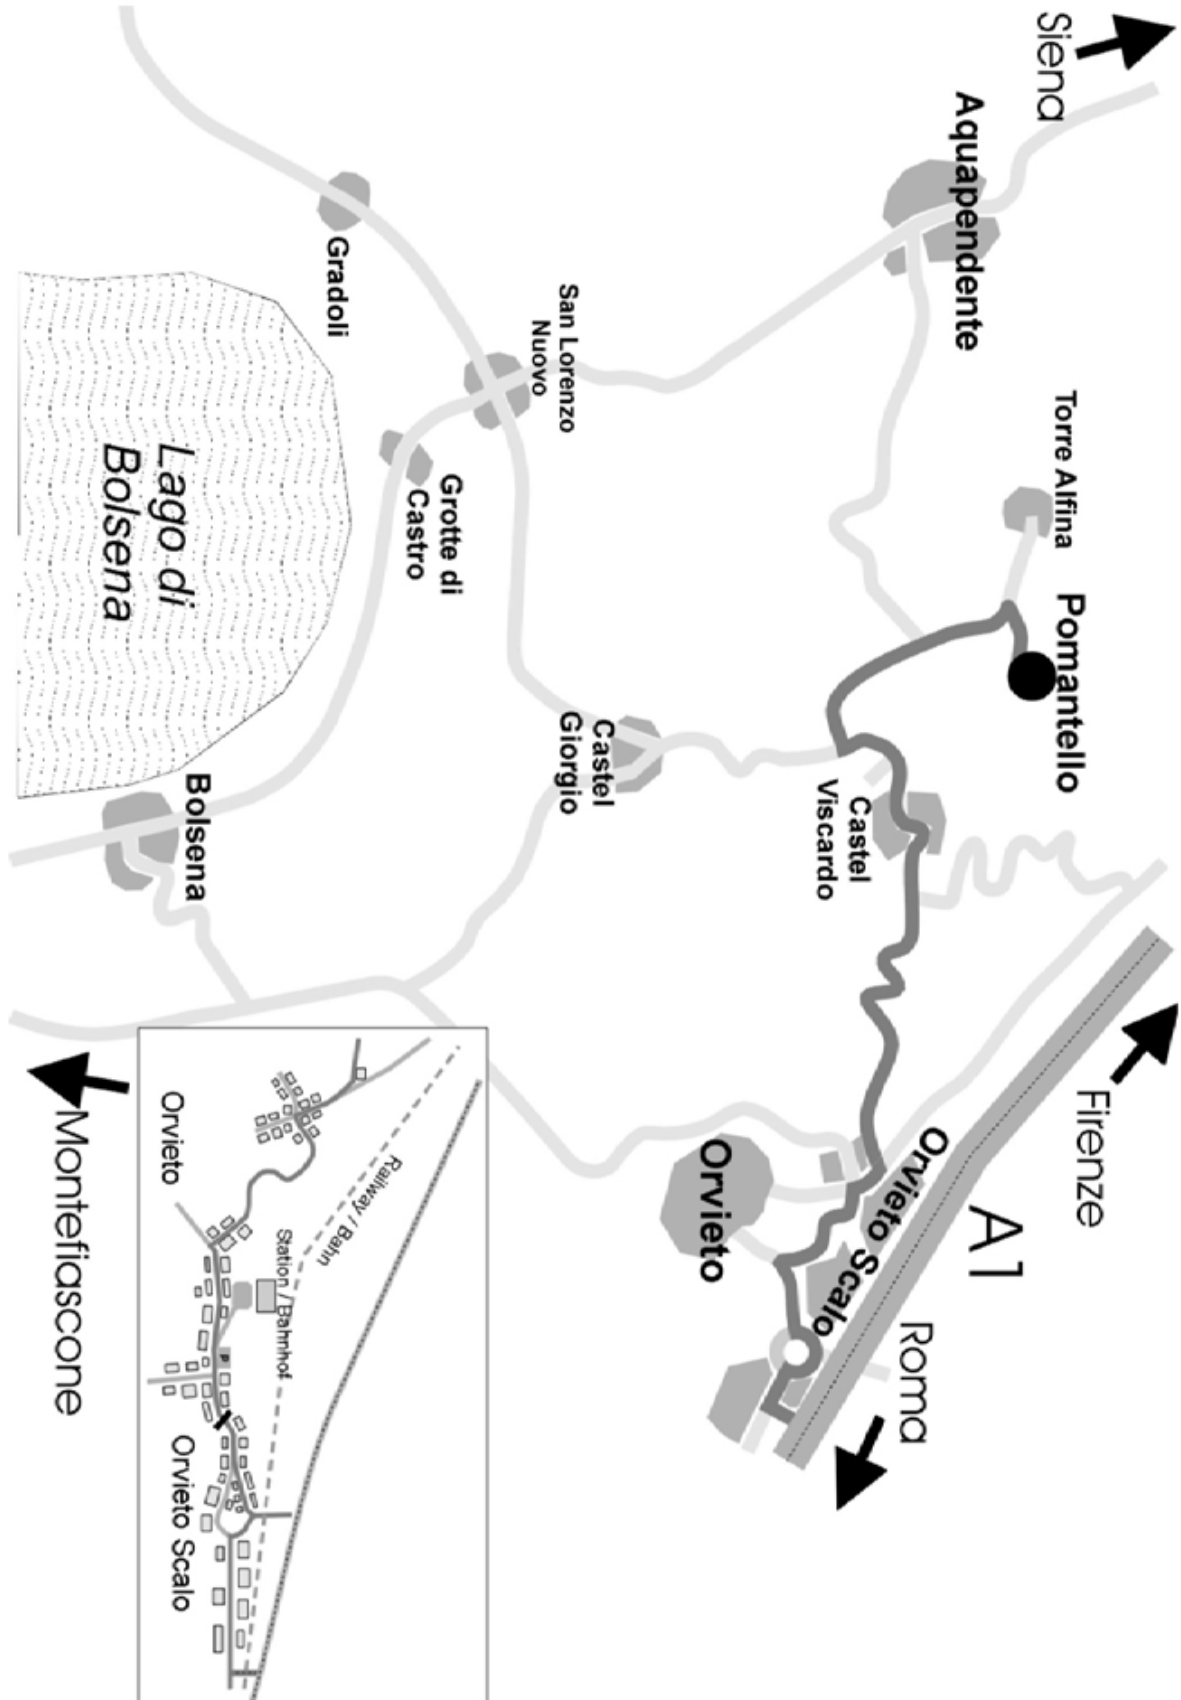 Siena
Aquapendente
Torre Alfina
Pomantello
Gradoli
San Lorenzo
Nuovo
Grotte di
Castro
Lago di
Bolsena
Castel
Giorgio
Castel
Viscardo
Bolsena
Firenze
A1
Roma
Orvieto
Orvieto Scalo
Montefiascone
Orvieto
Railway / Bahn
Station / Bahnhof
P
Orvieto Scalo